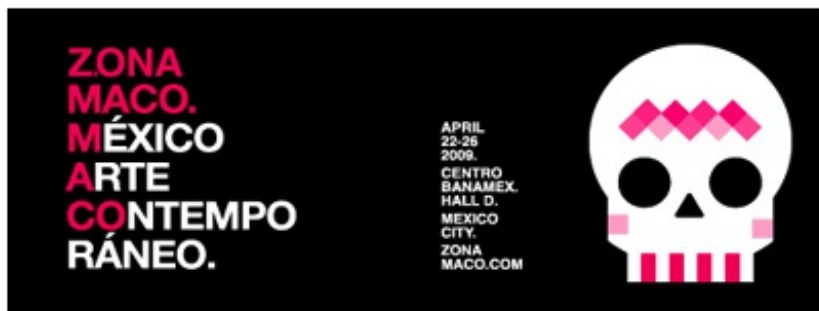 ZONA
MACO.
MÉXICO
ARTE
CONTEMPO
RÁNEO.
APRIL
22-26
2009.
CENTRO
BANAMEX.
HALL D.
MEXICO
CITY.
ZONA
MACO.COM